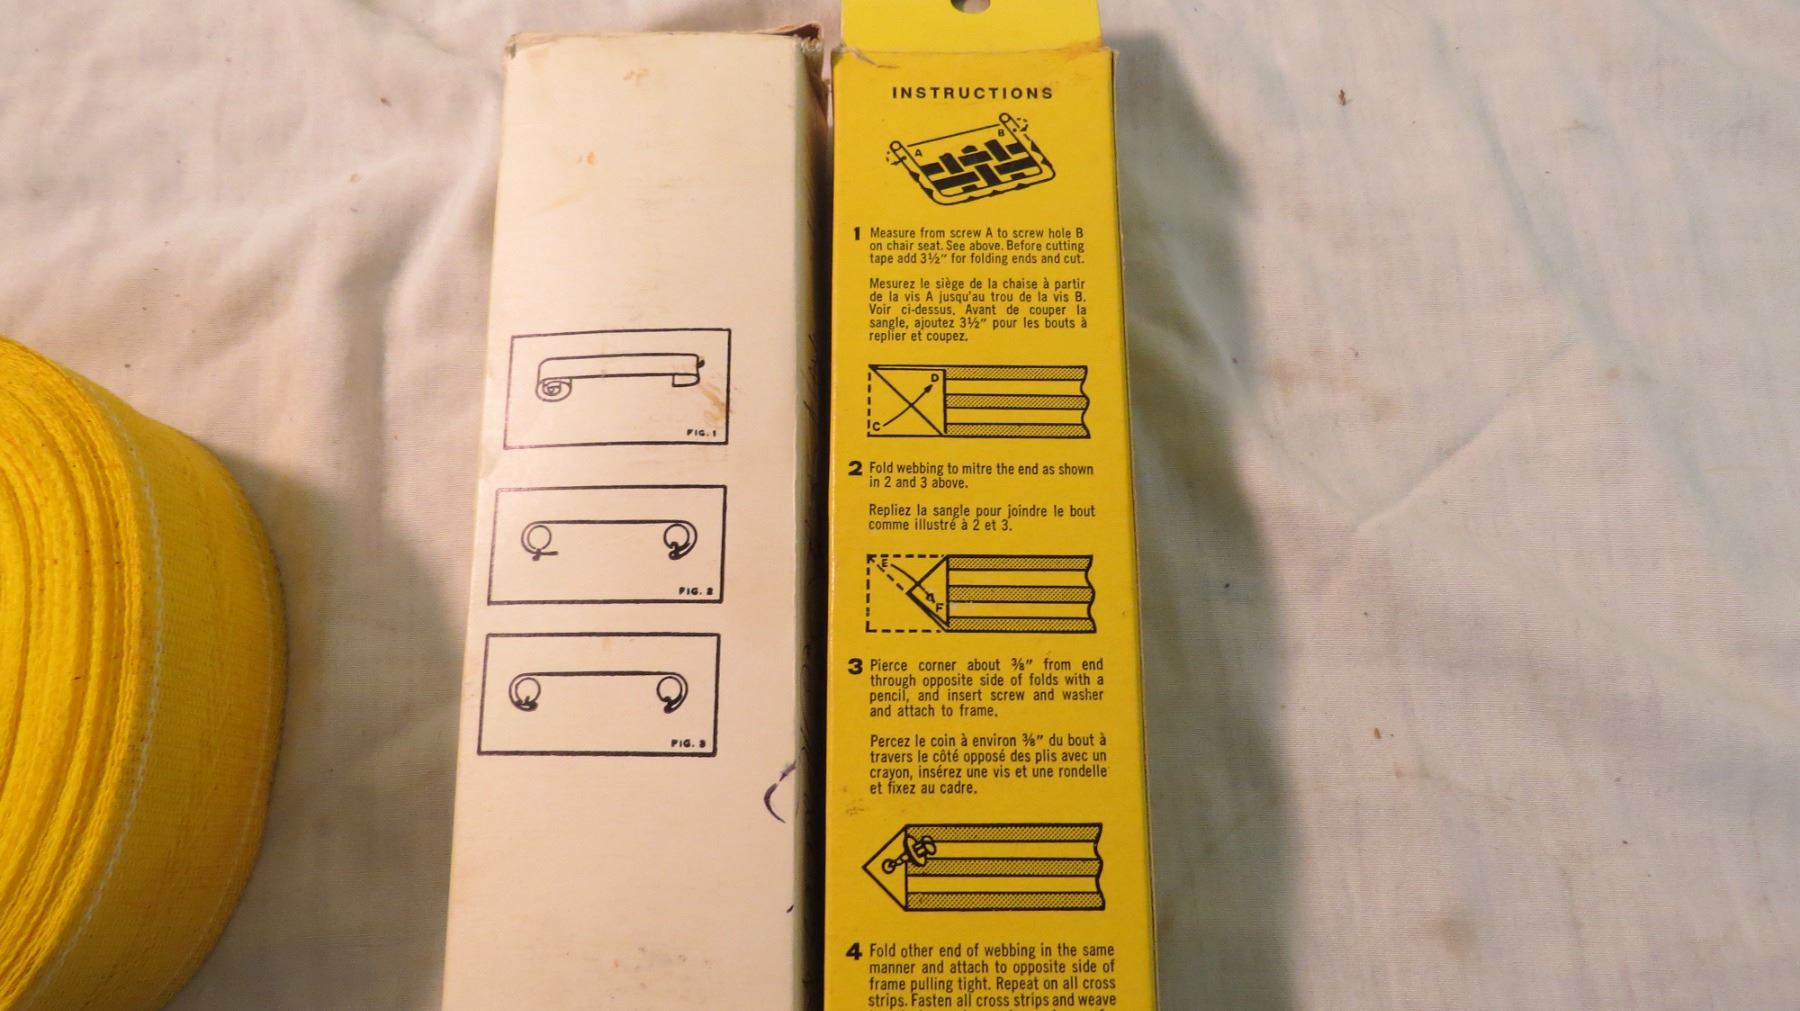 FIG. 1
FIG. 2
FIG. 3
INSTRUCTIONS
A
B
1 Measure from screw A to screw hole B
on chair seat. See above. Before cutting
tape add 3½" for folding ends and cut.
Mesurez le siège de la chaise à partir
de la vis A jusqu'au trou de la vis B.
Voir ci-dessus. Avant de couper la
sangle, ajoutez 3½" pour les bouts à
replier et coupez.
D
C
2 Fold webbing to mitre the end as shown
in 2 and 3 above.
Repliez la sangle pour joindre le bout
comme illustré à 2 et 3.
E
F
3 Pierce corner about ⅜" from end
through opposite side of folds with a
pencil, and insert screw and washer
and attach to frame.
Percez le coin à environ ⅜" du bout à
travers le côté opposé des plis avec un
crayon, insérez une vis et une rondelle
et fixez au cadre.
4 Fold other end of webbing in the same
manner and attach to opposite side of
frame pulling tight. Repeat on all cross
strips. Fasten all cross strips and weave